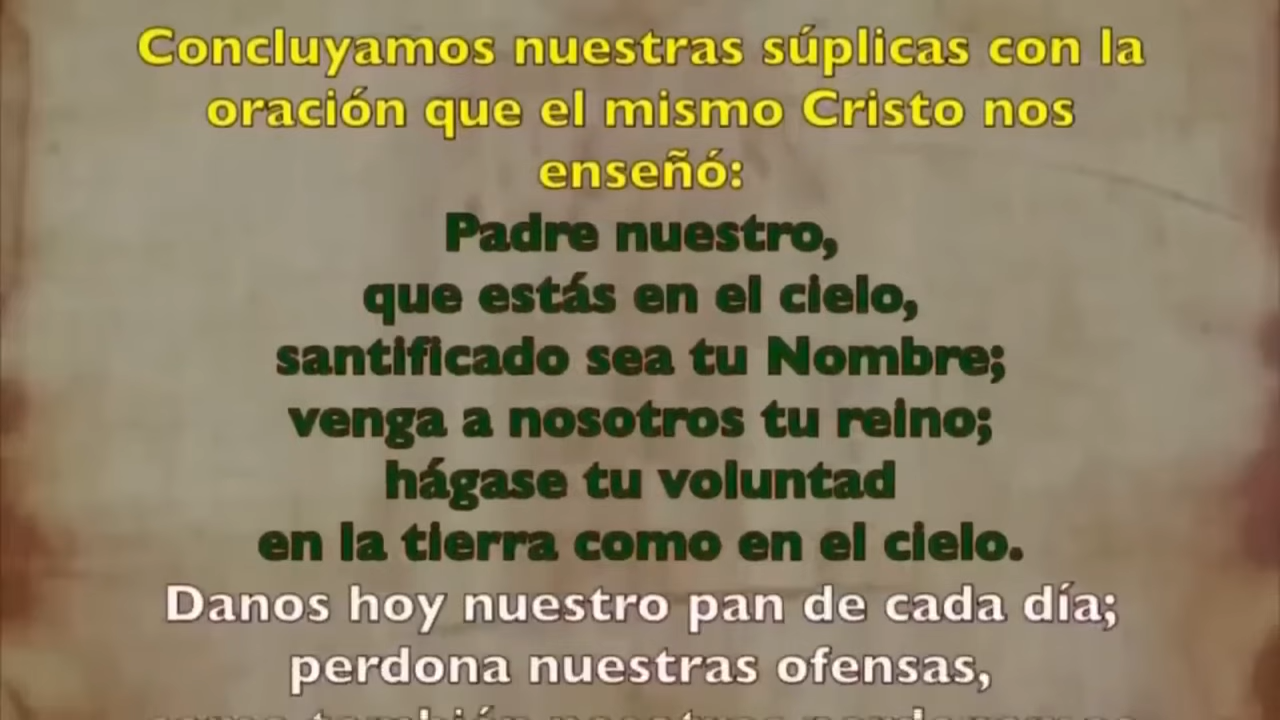 Concluyamos nuestras súplicas con la
oración que el mismo Cristo nos
enseñó:
Padre nuestro,
que estás en el cielo,
santificado sea tu Nombre;
venga a nosotros tu reino;
hágase tu voluntad
en la tierra como en el cielo.
Danos hoy nuestro pan de cada día;
perdona nuestras ofensas,